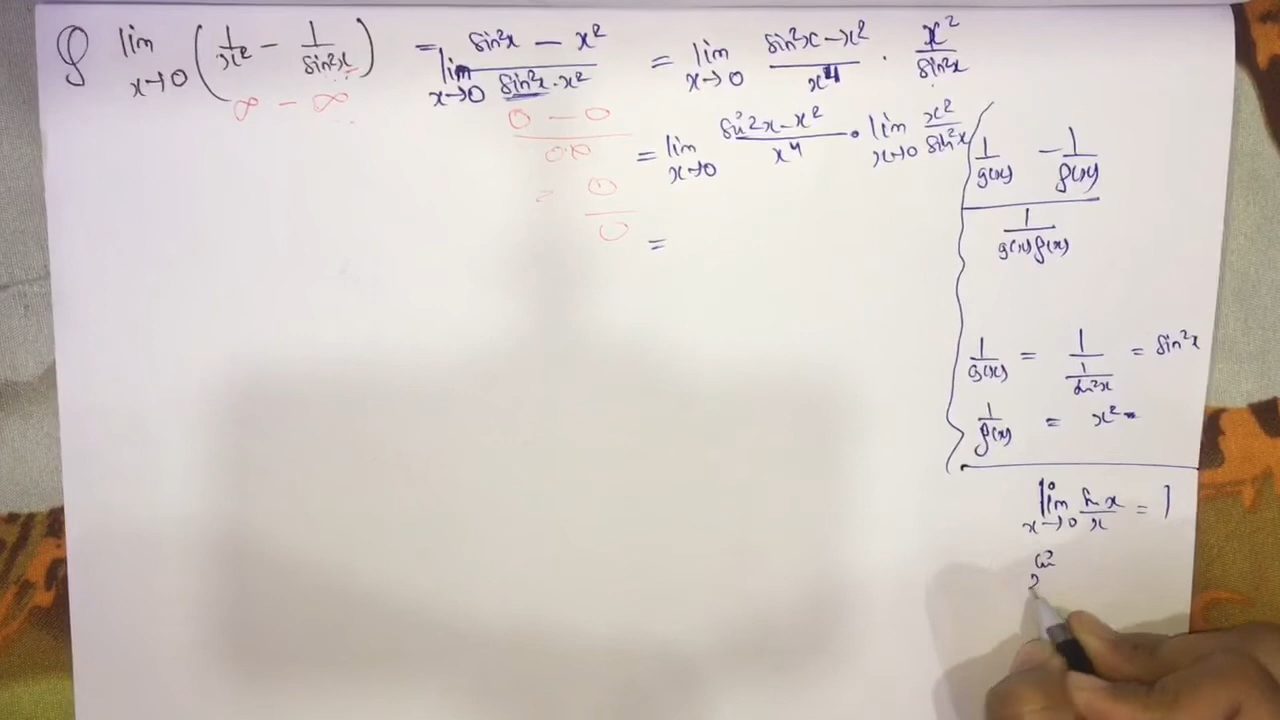 Q lim x→0 (1/x² − 1/sin²x) = lim x→0 (sin²x − x²)/(sin²x · x²) = lim x→0 (sin²x − x²)/x⁴ · x²/sin²x
∞ − ∞
0 − 0
= lim x→0 (sin²x − x²)/x⁴ · lim x→0 x²/sin²x
= 0/0
=
1/g(x) − 1/f(x)
1/g(x)f(x)
1/g(x) = 1/(1/sin²x) = sin²x
1/f(x) = x²
lim x→0 sin x/x = 1